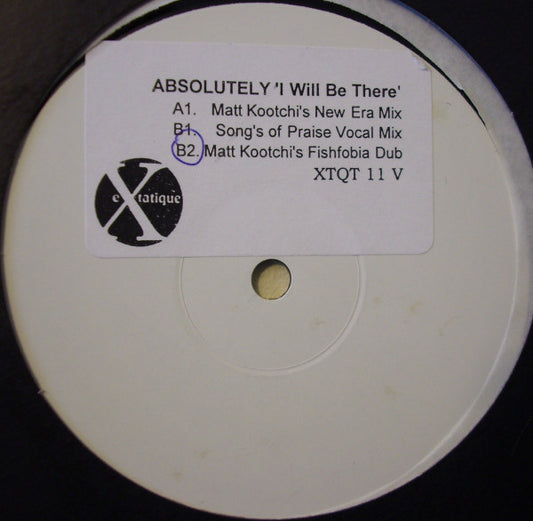 ABSOLUTELY 'I Will Be There'
A1. Matt Kootchi's New Era Mix
B1. Song's of Praise Vocal Mix
B2. Matt Kootchi's Fishfobia Dub
XTQT 11 V
eXtatique